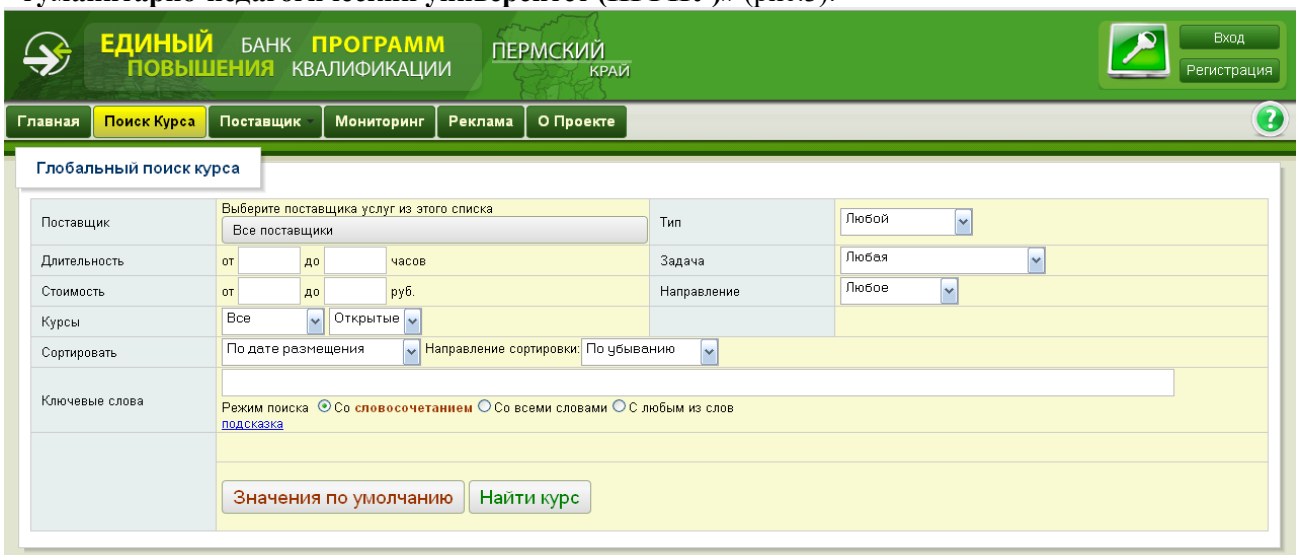 (рис.3).
ЕДИНЫЙ БАНК ПРОГРАММ
ПОВЫШЕНИЯ КВАЛИФИКАЦИИ
ПЕРМСКИЙ
КРАЙ
Вход
Регистрация
Главная Поиск Курса Поставщик Мониторинг Реклама О Проекте
?
Глобальный поиск курса
Поставщик
Выберите поставщика услуг из этого списка
Все поставщики
Тип
Любой
Длительность от до часов
Задача Любая
Стоимость от до руб.
Направление Любое
Курсы Все Открытые
Сортировать По дате размещения Направление сортировки: По убыванию
Ключевые слова
Режим поиска Со словосочетанием Со всеми словами С любым из слов
подсказка
Значения по умолчанию Найти курс